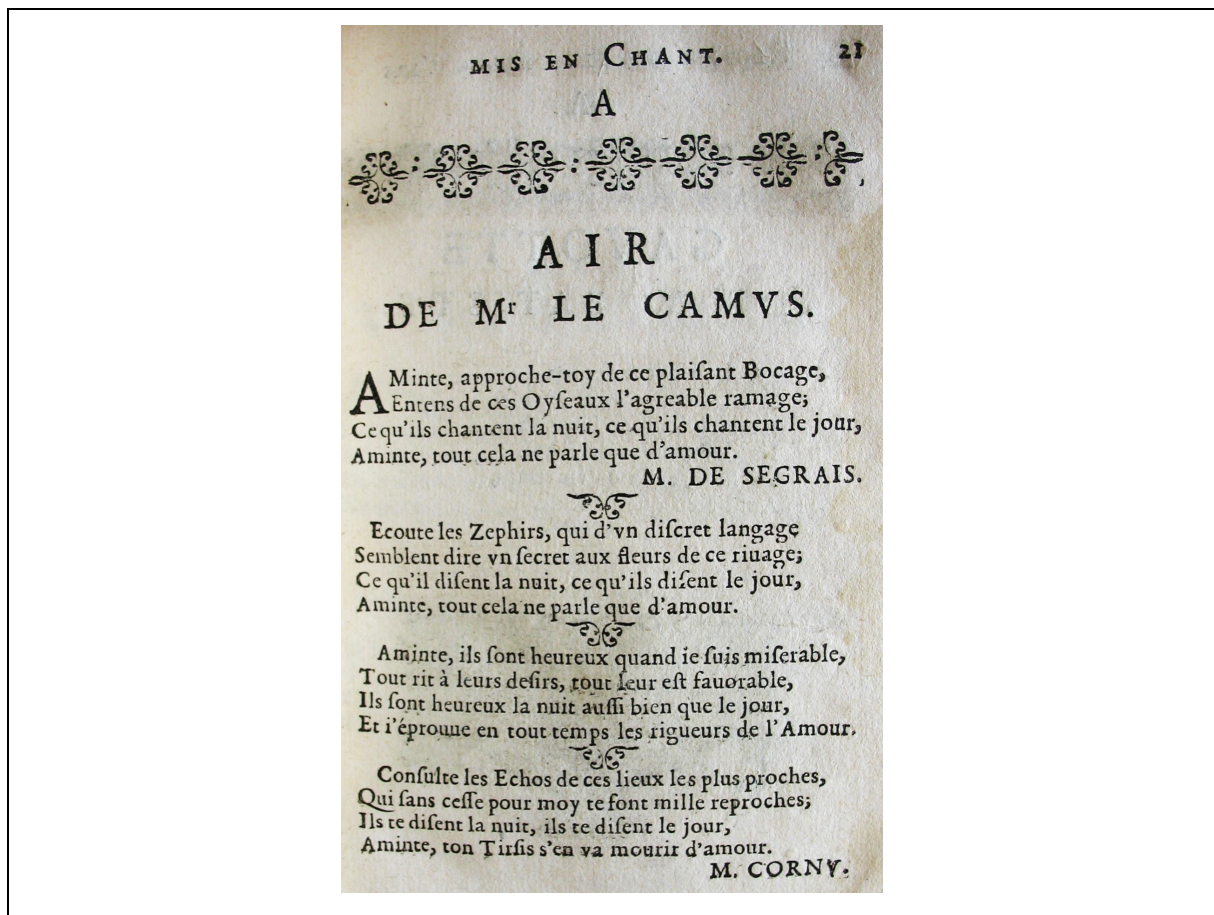 MIS EN CHANT. 21
A
AIR
DE Mr LE CAMVS.
AMinte, approche-toy de ce plaiſant Bocage,
Entens de ces Oyſeaux l'agreable ramage;
Ce qu'ils chantent la nuit, ce qu'ils chantent le jour,
Aminte, tout cela ne parle que d'amour.
M. DE SEGRAIS.
Ecoute les Zephirs, qui d'vn diſcret langage
Semblent dire vn ſecret aux fleurs de ce riuage;
Ce qu'il diſent la nuit, ce qu'ils diſent le jour,
Aminte, tout cela ne parle que d'amour.
Aminte, ils ſont heureux quand ie ſuis miſerable,
Tout rit à leurs deſirs, tout leur eſt fauorable,
Ils ſont heureux la nuit auſſi bien que le jour,
Et i'éprouue en tout temps les rigueurs de l'Amour.
Conſulte les Echos de ces lieux les plus proches,
Qui ſans ceſſe pour moy te font mille reproches;
Ils te diſent la nuit, ils te diſent le jour,
Aminte, ton Tirſis s'en va mourir d'amour.
M. CORNV.